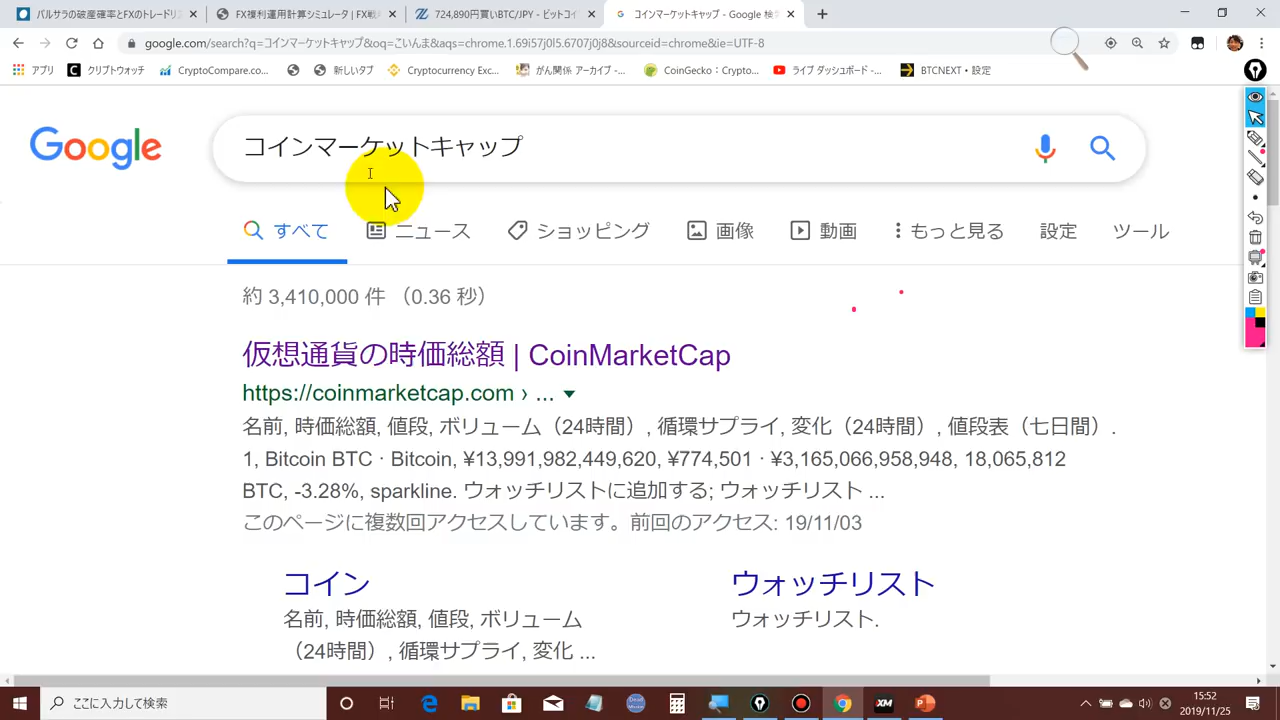 バルサラの破産確率とFXのトレードリス
FX複利運用計算シミュレータ | FX戦
724,890円買いBTC/JPY - ビットコイ
コインマーケットキャップ - Google 検
google.com/search?q=コインマーケットキャップ&oq=こいんま&aqs=chrome.1.69i57j0l5.6707j0j8&sourceid=chrome&ie=UTF-8
アプリ
クリプトウォッチ
CryptoCompare.co...
新しいタブ
Cryptocurrency Exc...
がん関係 アーカイブ -...
CoinGecko : Crypto...
ライブ ダッシュボード -...
BTCNEXT • 設定
Google
コインマーケットキャップ
すべて
ニュース
ショッピング
画像
動画
もっと見る
設定
ツール
約 3,410,000 件 （0.36 秒）
仮想通貨の時価総額 | CoinMarketCap
https://coinmarketcap.com › ...
名前, 時価総額, 値段, ボリューム（24時間）, 循環サプライ, 変化（24時間）, 値段表（七日間）.
1, Bitcoin BTC · Bitcoin, ¥13,991,982,449,620, ¥774,501 · ¥3,165,066,958,948, 18,065,812
BTC, -3.28%, sparkline. ウォッチリストに追加する; ウォッチリスト ...
このページに複数回アクセスしています。前回のアクセス: 19/11/03
コイン
名前, 時価総額, 値段, ボリューム
（24時間）, 循環サプライ, 変化 ...
ウォッチリスト
ウォッチリスト.
ここに入力して検索
XM
15:52
2019/11/25